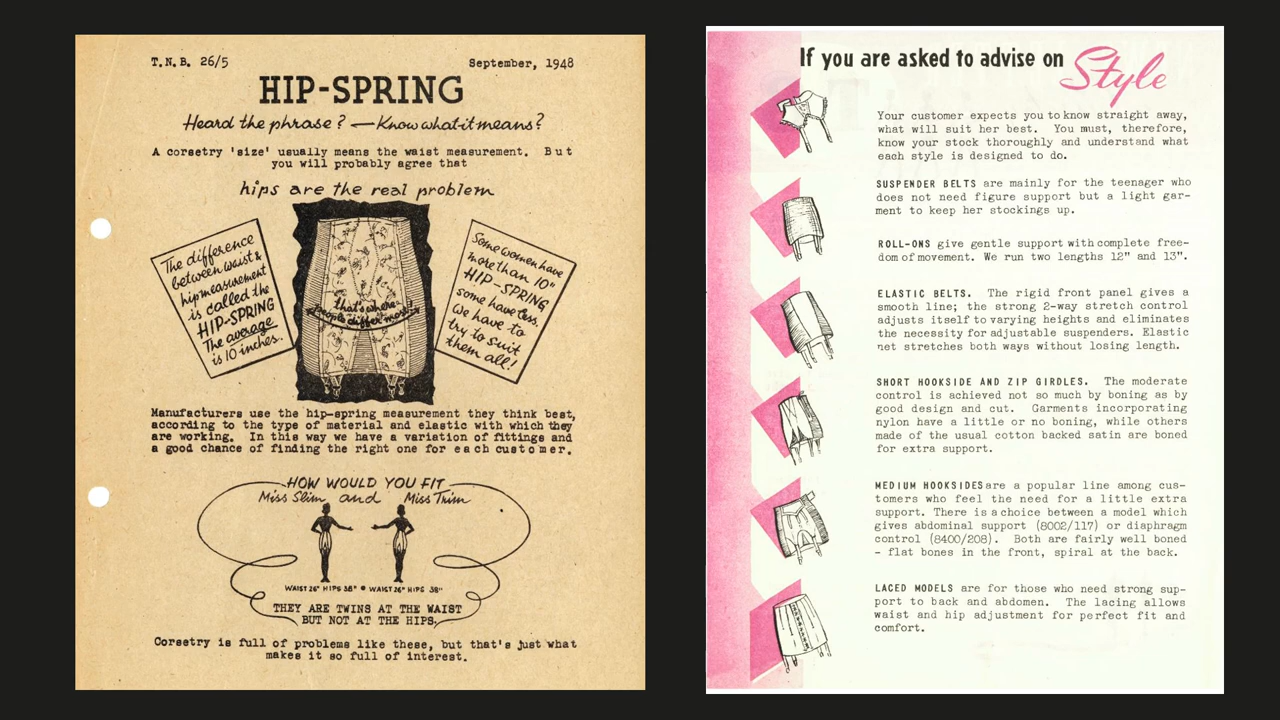 T.N.B. 26/5
September, 1948
HIP-SPRING
Heard the phrase? — Know what it means?
A corsetry 'size' usually means the waist measurement. But
you will probably agree that
hips are the real problem
The difference
between waist &
hip measurement
is called the
HIP-SPRING
The average
is 10 inches.
that's where
people differ most
Some women have
more than 10"
HIP-SPRING
some have less.
We have to
try to suit
them all!
Manufacturers use the hip-spring measurement they think best,
according to the type of material and elastic with which they
are working. In this way we have a variation of fittings and
a good chance of finding the right one for each customer.
HOW WOULD YOU FIT
Miss Slim and Miss Trim
WAIST 26" HIPS WAIST 26" HIPS
THEY ARE TWINS AT THE WAIST
BUT NOT AT THE HIPS.
Corsetry is full of problems like these, but that's just what
makes it so full of interest.
If you are asked to advise on Style
Your customer expects you to know straight away,
what will suit her best. You must, therefore,
know your stock thoroughly and understand what
each style is designed to do.
SUSPENDER BELTS are mainly for the teenager who
does not need figure support but a light gar-
ment to keep her stockings up.
ROLL-ONS give gentle support with complete free-
dom of movement. We run two lengths 12" and 13".
ELASTIC BELTS. The rigid front panel gives a
smooth line; the strong 2-way stretch control
adjusts itself to varying heights and eliminates
the necessity for adjustable suspenders. Elastic
net stretches both ways without losing length.
SHORT HOOKSIDE AND ZIP GIRDLES. The moderate
control is achieved not so much by boning as by
good design and cut. Garments incorporating
nylon have a little or no boning, while others
made of the usual cotton backed satin are boned
for extra support.
MEDIUM HOOKSIDES are a popular line among cus-
tomers who feel the need for a little extra
support. There is a choice between a model which
gives abdominal support (8002/117) or diaphragm
control (8400/208). Both are fairly well boned
- flat bones in the front, spiral at the back.
LACED MODELS are for those who need strong sup-
port to back and abdomen. The lacing allows
waist and hip adjustment for perfect fit and
comfort.